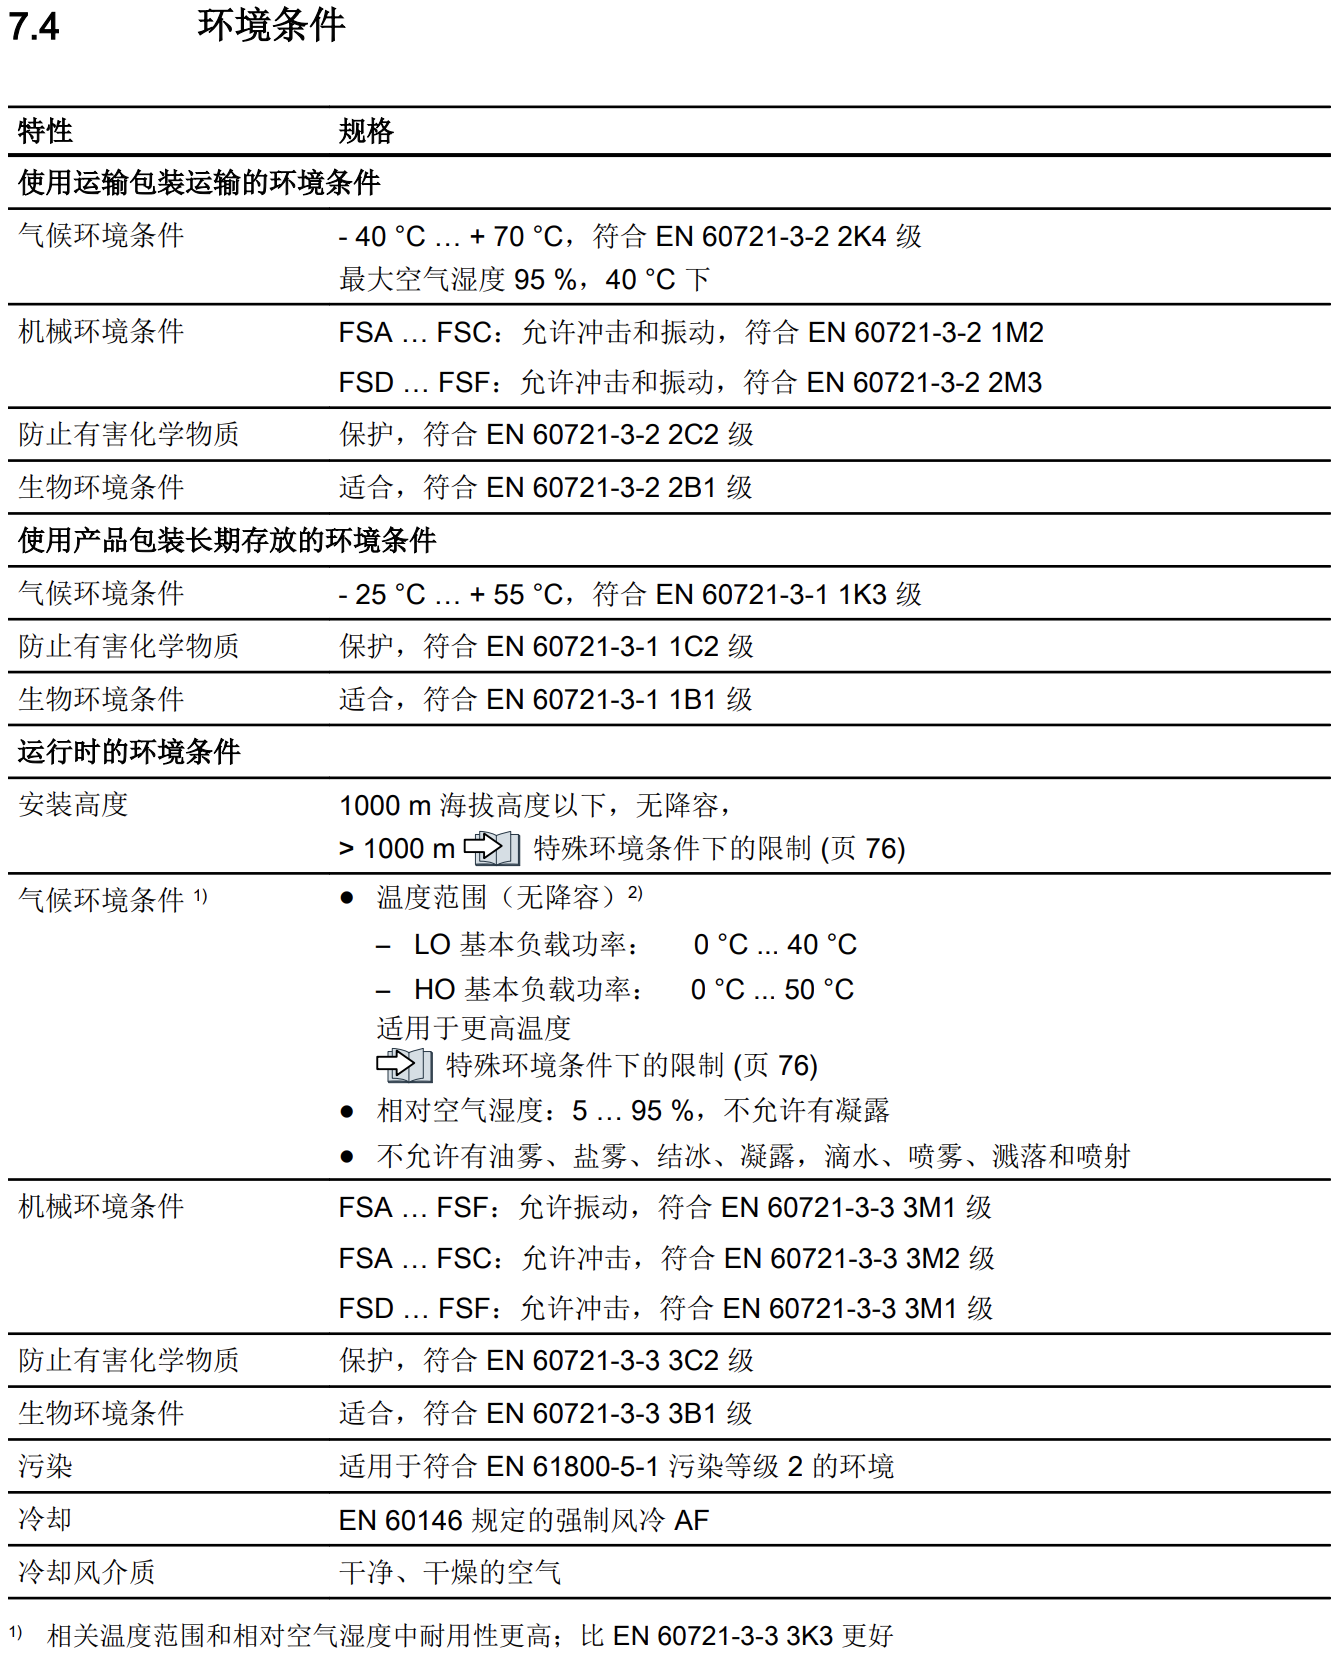 7.4 环境条件
特性 规格
使用运输包装运输的环境条件
气候环境条件 - 40 °C … + 70 °C，符合 EN 60721-3-2 2K4 级
最大空气湿度 95 %，40 °C 下
机械环境条件 FSA … FSC：允许冲击和振动，符合 EN 60721-3-2 1M2
FSD … FSF：允许冲击和振动，符合 EN 60721-3-2 2M3
防止有害化学物质 保护，符合 EN 60721-3-2 2C2 级
生物环境条件 适合，符合 EN 60721-3-2 2B1 级
使用产品包装长期存放的环境条件
气候环境条件 - 25 °C … + 55 °C，符合 EN 60721-3-1 1K3 级
防止有害化学物质 保护，符合 EN 60721-3-1 1C2 级
生物环境条件 适合，符合 EN 60721-3-1 1B1 级
运行时的环境条件
安装高度 1000 m 海拔高度以下，无降容，
> 1000 m 特殊环境条件下的限制 (页 76)
气候环境条件 1) ● 温度范围（无降容）2)
– LO 基本负载功率： 0 °C ... 40 °C
– HO 基本负载功率： 0 °C ... 50 °C
适用于更高温度
特殊环境条件下的限制 (页 76)
● 相对空气湿度：5 … 95 %，不允许有凝露
● 不允许有油雾、盐雾、结冰、凝露，滴水、喷雾、溅落和喷射
机械环境条件 FSA … FSF：允许振动，符合 EN 60721-3-3 3M1 级
FSA … FSC：允许冲击，符合 EN 60721-3-3 3M2 级
FSD … FSF：允许冲击，符合 EN 60721-3-3 3M1 级
防止有害化学物质 保护，符合 EN 60721-3-3 3C2 级
生物环境条件 适合，符合 EN 60721-3-3 3B1 级
污染 适用于符合 EN 61800-5-1 污染等级 2 的环境
冷却 EN 60146 规定的强制风冷 AF
冷却风介质 干净、干燥的空气
1) 相关温度范围和相对空气湿度中耐用性更高；比 EN 60721-3-3 3K3 更好